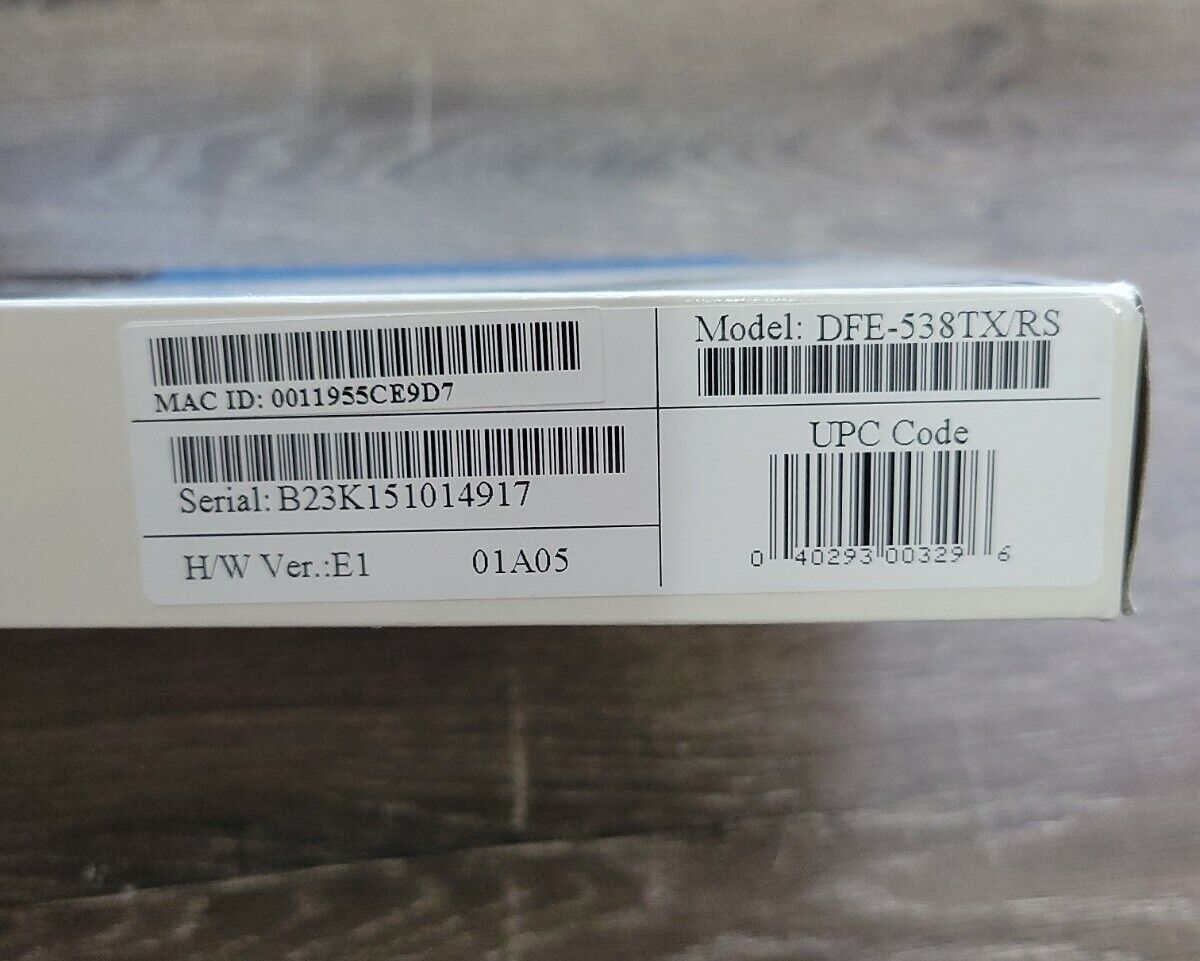 MAC ID: 0011955CE9D7
Serial: B23K151014917
H/W Ver.:E1 01A05
Model: DFE-538TX/RS
UPC Code
0 40293 00329 6